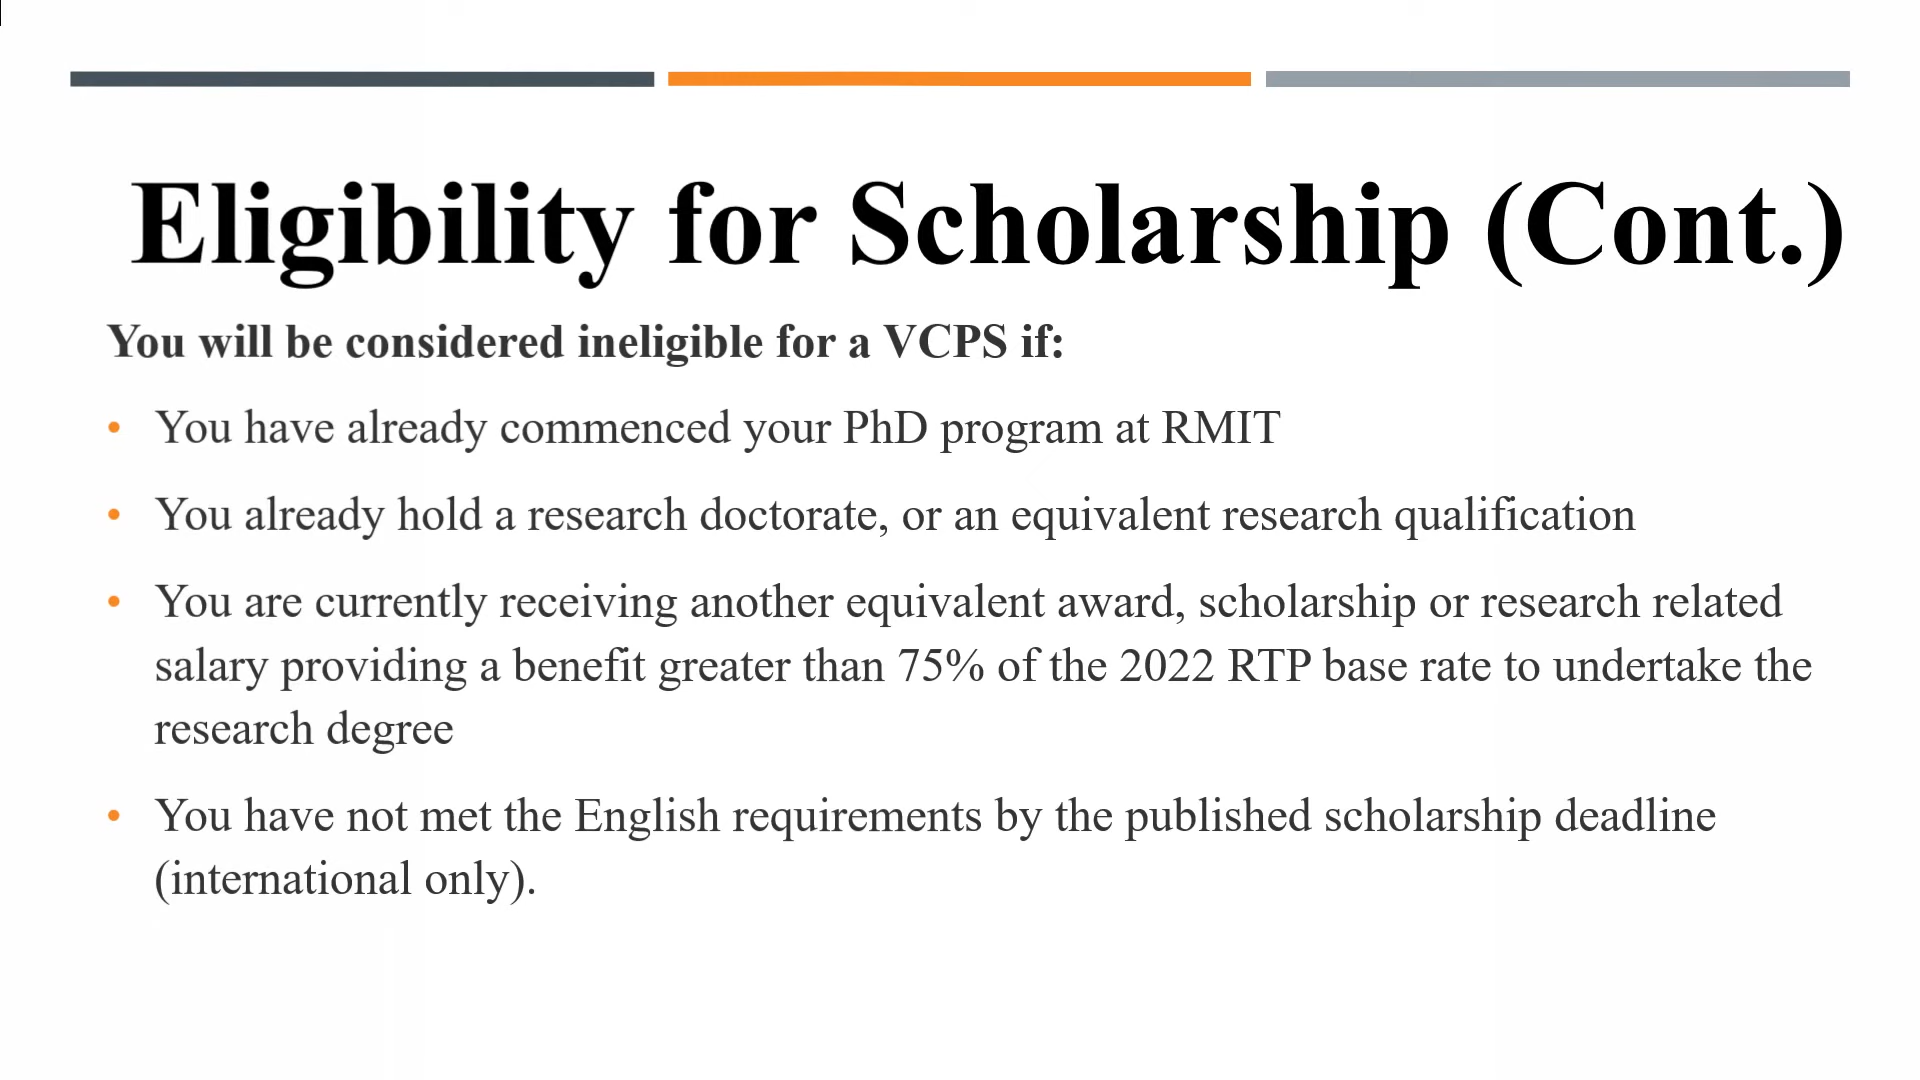 Eligibility for Scholarship (Cont.)
You will be considered ineligible for a VCPS if:
• You have already commenced your PhD program at RMIT
• You already hold a research doctorate, or an equivalent research qualification
• You are currently receiving another equivalent award, scholarship or research related
salary providing a benefit greater than 75% of the 2022 RTP base rate to undertake the
research degree
• You have not met the English requirements by the published scholarship deadline
(international only).